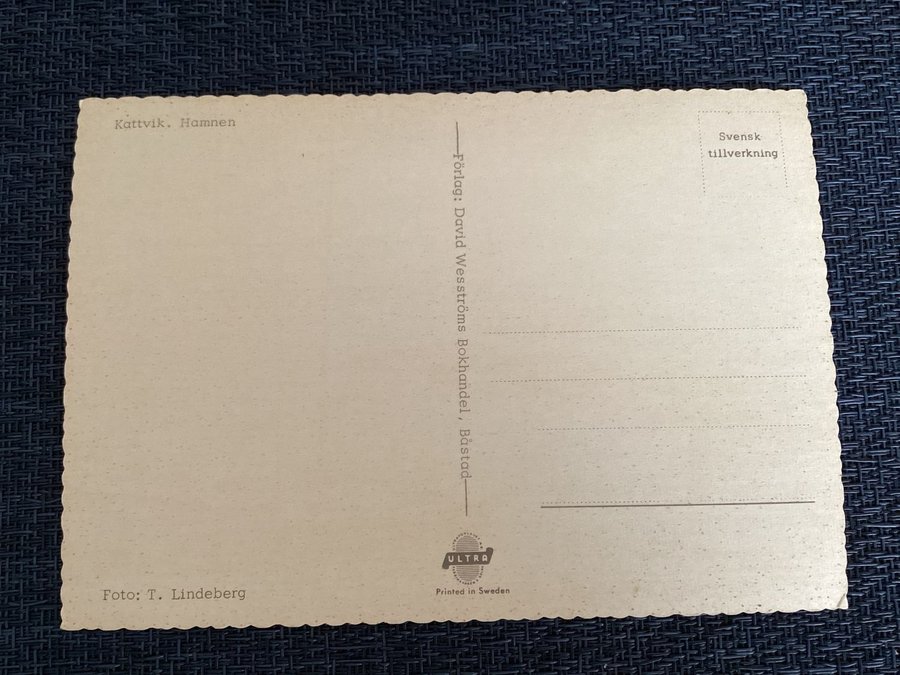 Kattvik. Hamnen
Svensk
tillverkning
Förlag: David Wesströms Bokhandel, Båstad
ULTRA
Printed in Sweden
Foto: T. Lindeberg